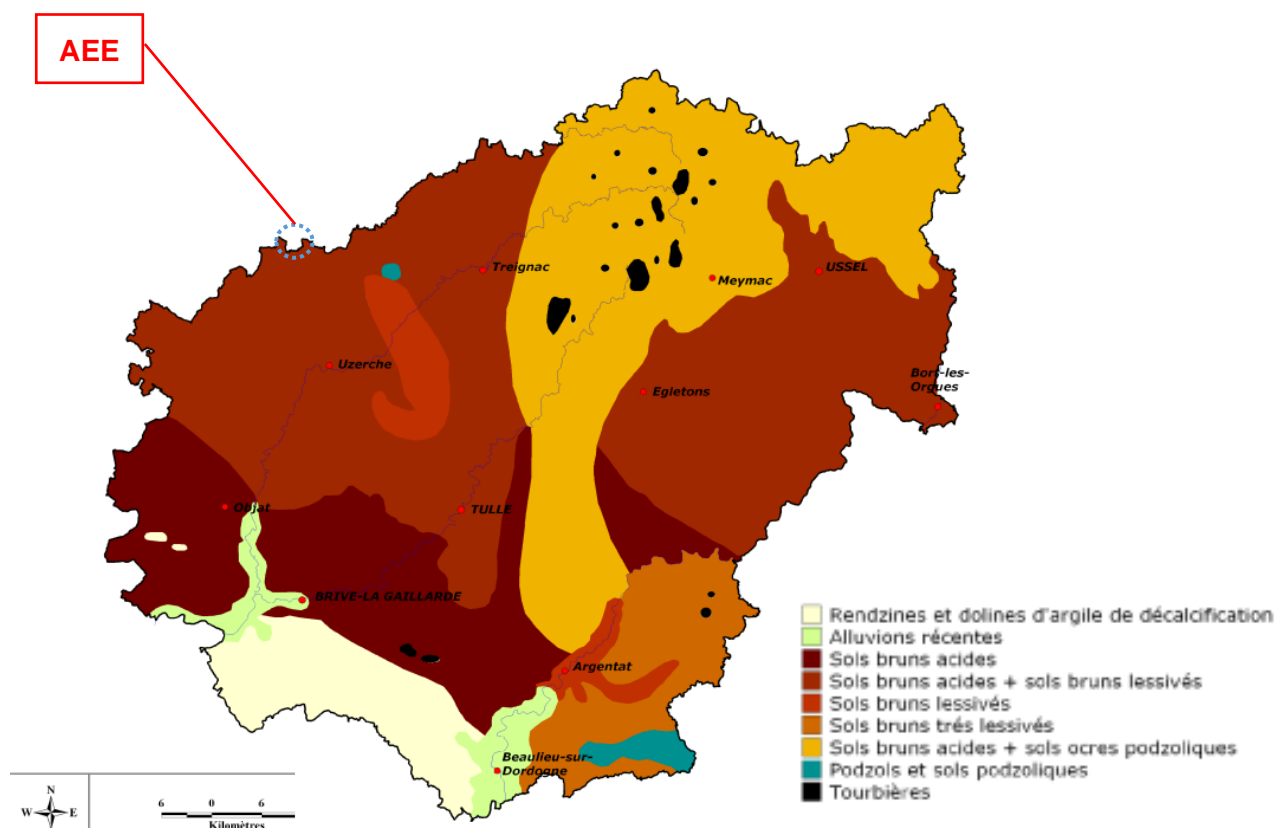 AEE
Treignac
Meymac
USSEL
Uzerche
Egletons
Bort-les-
Orgues
Objat
TULLE
BRIVE-LA GAILLARDE
Argentat
Beaulieu-sur-
Dordogne
Rendzines et dolines d'argile de décalcification
Alluvions récentes
Sols bruns acides
Sols bruns acides + sols bruns lessivés
Sols bruns lessivés
Sols bruns trés lessivés
Sols bruns acides + sols ocres podzoliques
Podzols et sols podzoliques
Tourbières
N
W E
S
6 0 6
Kilomètres